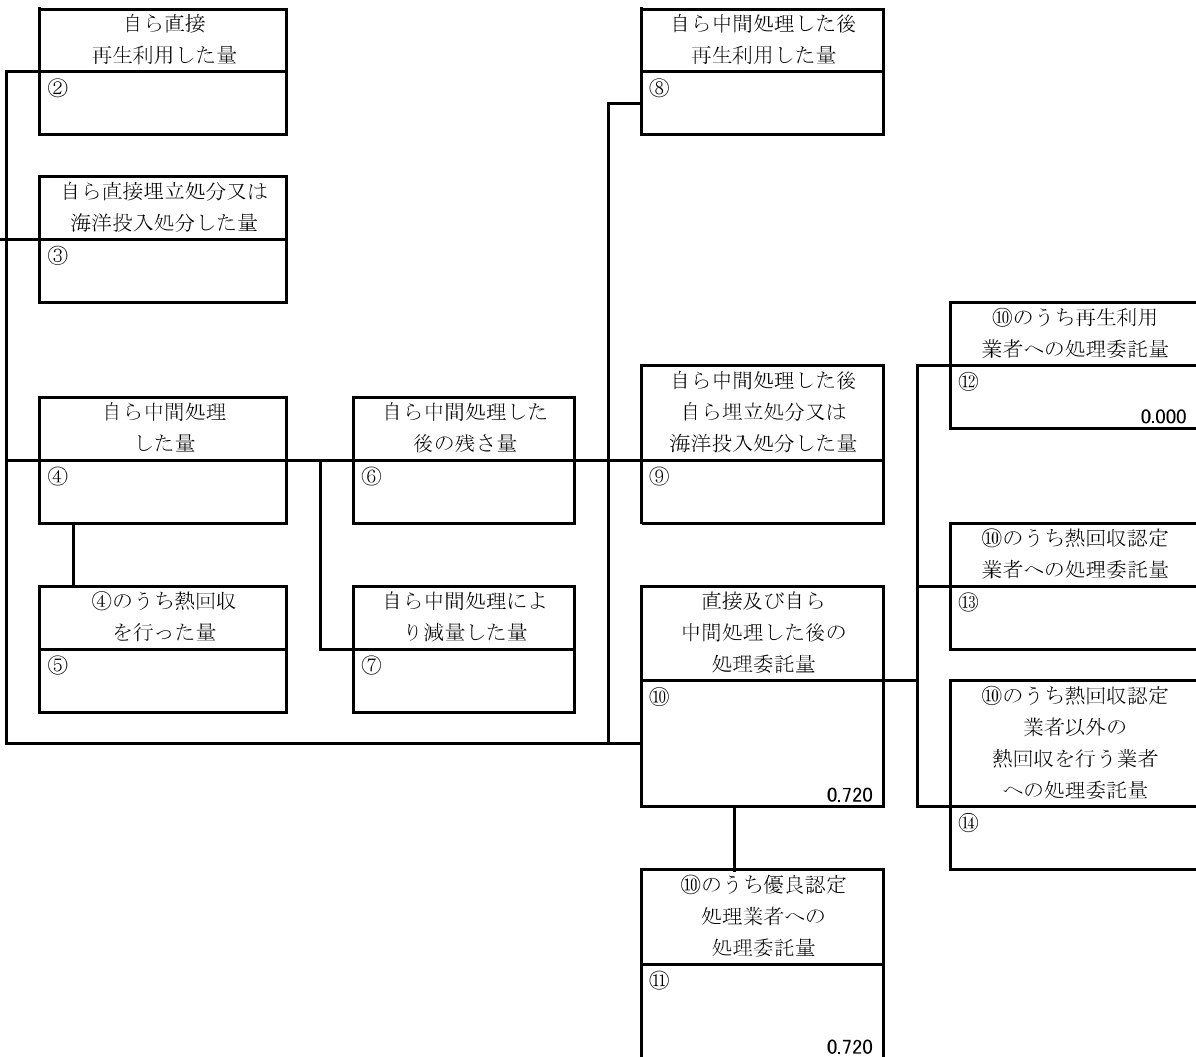 自ら直接
再生利用した量
②
自ら中間処理した後
再生利用した量
⑧
自ら直接埋立処分又は
海洋投入処分した量
③
⑩のうち再生利用
業者への処理委託量
⑫
0.000
自ら中間処理
した量
④
自ら中間処理した
後の残さ量
⑥
自ら中間処理した後
自ら埋立処分又は
海洋投入処分した量
⑨
⑩のうち熱回収認定
業者への処理委託量
⑬
④のうち熱回収
を行った量
⑤
自ら中間処理によ
り減量した量
⑦
直接及び自ら
中間処理した後の
処理委託量
⑩
0.720
⑩のうち熱回収認定
業者以外の
熱回収を行う業者
への処理委託量
⑭
⑩のうち優良認定
処理業者への
処理委託量
⑪
0.720